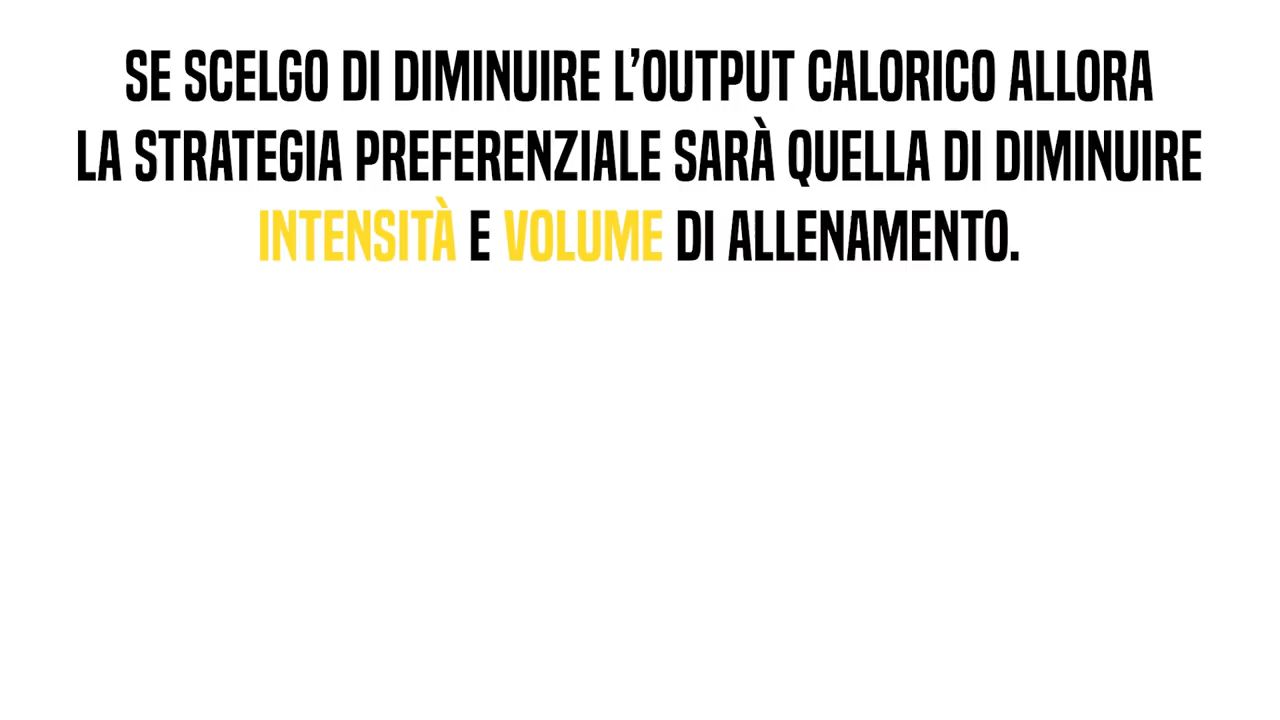 SE SCELGO DI DIMINUIRE L’OUTPUT CALORICO ALLORA
LA STRATEGIA PREFERENZIALE SARÀ QUELLA DI DIMINUIRE
INTENSITÀ E VOLUME DI ALLENAMENTO.